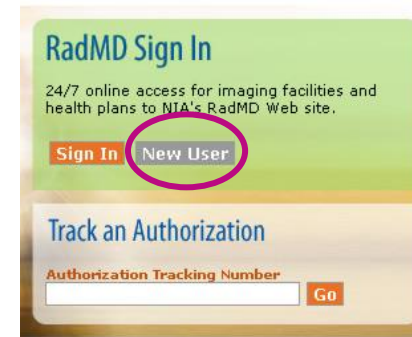 RadMD Sign In
24/7 online access for imaging facilities and
health plans to NIA's RadMD Web site.
Sign In New User
Track an Authorization
Authorization Tracking Number
Go